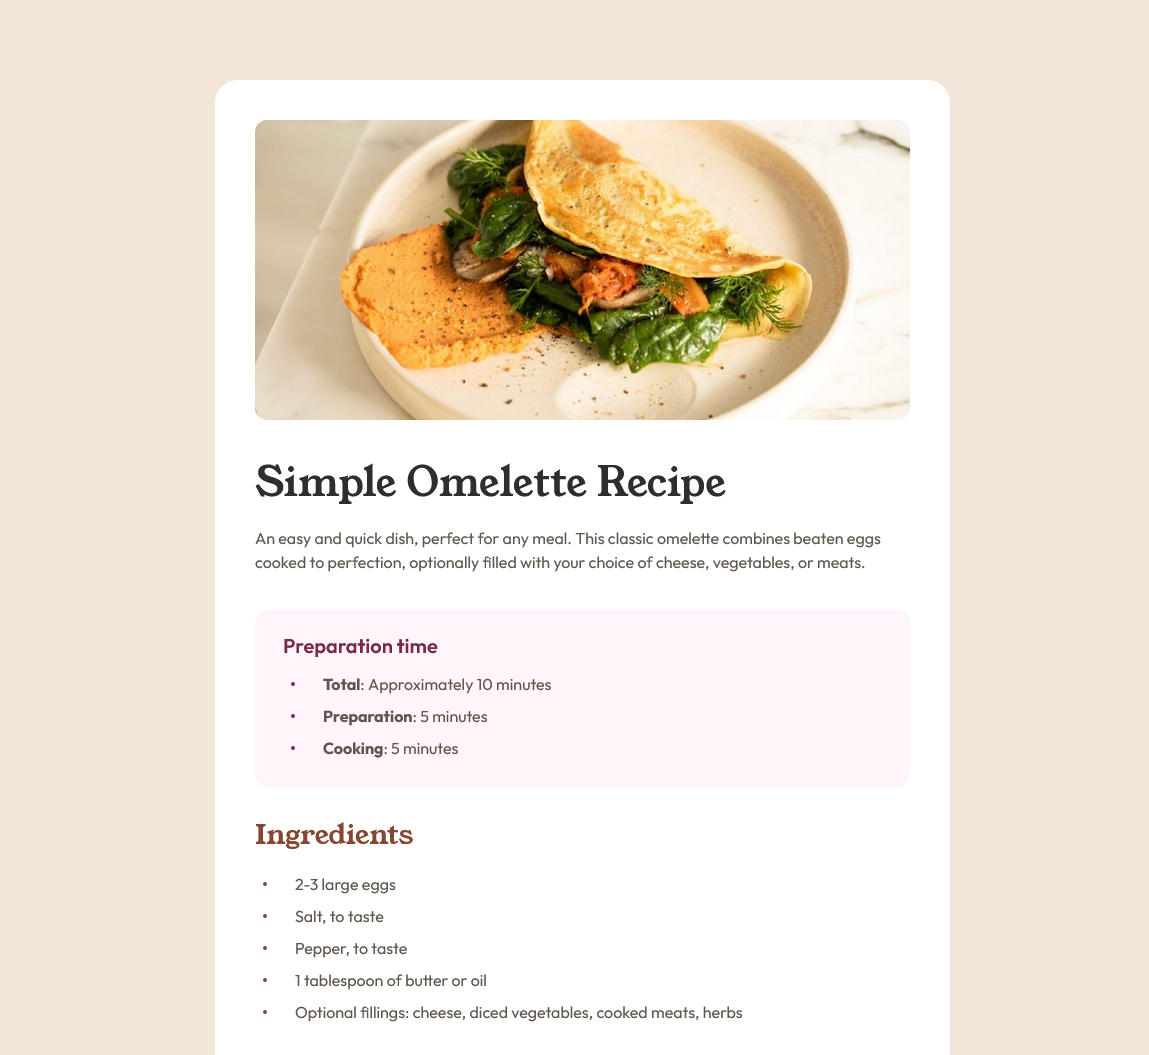 Simple Omelette Recipe
An easy and quick dish, perfect for any meal. This classic omelette combines beaten eggs
cooked to perfection, optionally filled with your choice of cheese, vegetables, or meats.
Preparation time
• Total: Approximately 10 minutes
• Preparation: 5 minutes
• Cooking: 5 minutes
Ingredients
• 2-3 large eggs
• Salt, to taste
• Pepper, to taste
• 1 tablespoon of butter or oil
• Optional fillings: cheese, diced vegetables, cooked meats, herbs